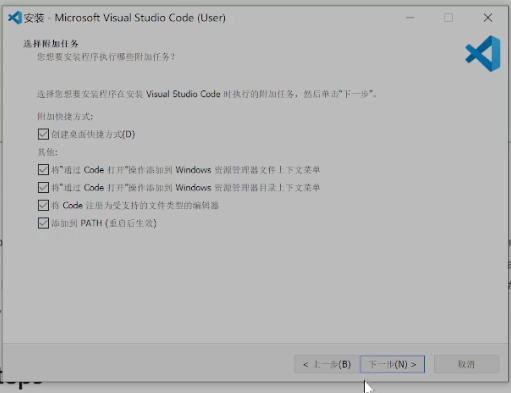 安装 - Microsoft Visual Studio Code (User)
选择附加任务
您想要安装程序执行哪些附加任务?
选择您想要安装程序在安装 Visual Studio Code 时执行的附加任务，然后单击“下一步”。
附加快捷方式:
创建桌面快捷方式(D)
其他:
将“通过 Code 打开“操作添加到 Windows 资源管理器文件上下文菜单
将“通过 Code 打开“操作添加到 Windows 资源管理器目录上下文菜单
将 Code 注册为受支持的文件类型的编辑器
添加到 PATH (重启后生效)
< 上一步(B)
下一步(N) >
取消